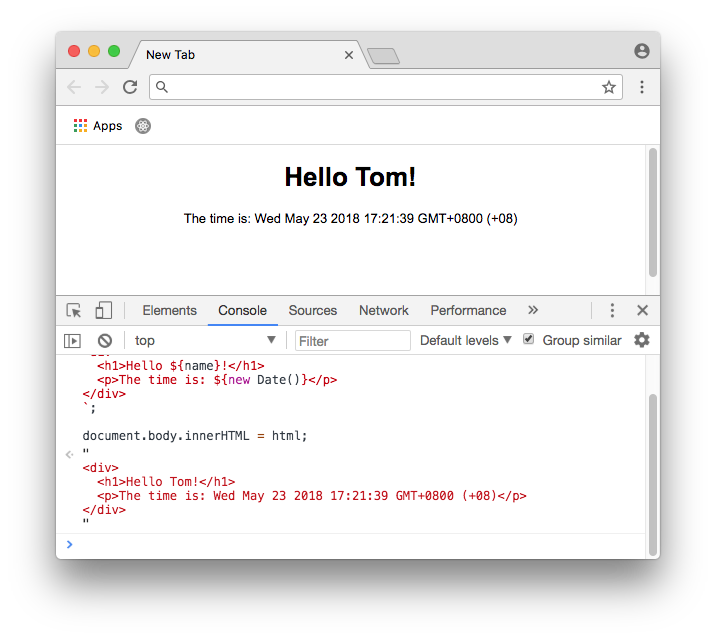 New Tab
Apps
Hello Tom!
The time is: Wed May 23 2018 17:21:39 GMT+0800 (+08)
Elements Console Sources Network Performance »
top Filter Default levels Group similar
<h1>Hello ${name}!</h1>
<p>The time is: ${new Date()}</p>
</div>
`;
document.body.innerHTML = html;
"
<div>
<h1>Hello Tom!</h1>
<p>The time is: Wed May 23 2018 17:21:39 GMT+0800 (+08)</p>
</div>
"